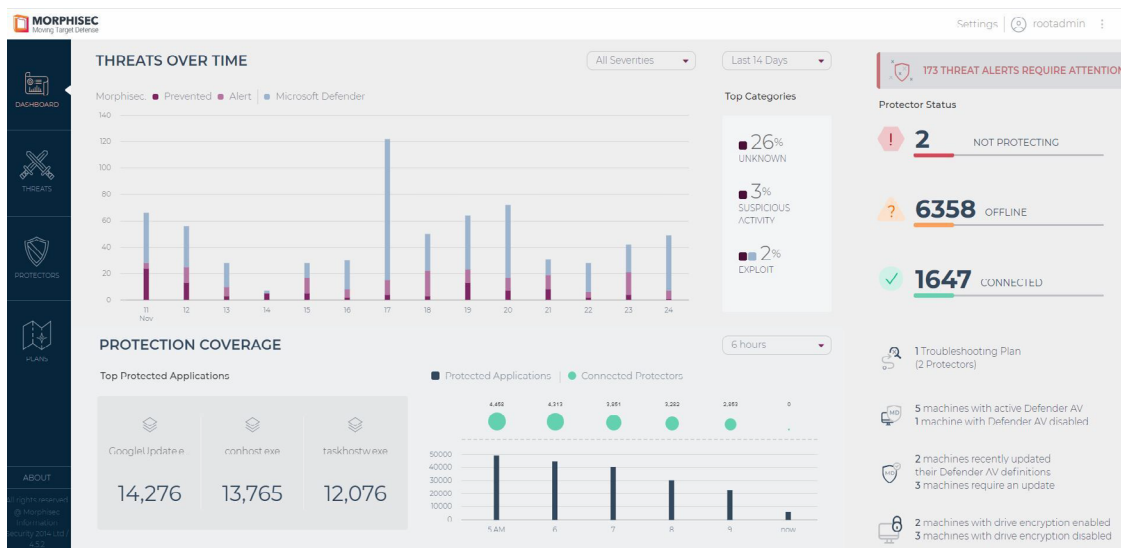 MORPHISEC
Moving Target Defense
Settings
rootadmin
DASHBOARD
THREATS
PROTECTORS
PLANS
ABOUT
All rights reserved
@ Morphisec
Information
Security 2014 Ltd /
4.5.2
THREATS OVER TIME
All Severities
Last 14 Days
Morphisec: Prevented Alert Microsoft Defender
140
120
100
80
60
40
20
0
11 12 13 14 15 16 17 18 19 20 21 22 23 24
Nov
Top Categories
26%
UNKNOWN
3%
SUSPICIOUS
ACTIVITY
2%
EXPLOIT
PROTECTION COVERAGE
6 hours
Top Protected Applications
GoogleUpdate.e
14,276
conhost.exe
13,765
taskhostw.exe
12,076
Protected Applications Connected Protectors
4,313 3,282 0
50000
40000
30000
20000
10000
0
5 AM 6 7 8 9 now
173 THREAT ALERTS REQUIRE ATTENTION
Protector Status
2 NOT PROTECTING
6358 OFFLINE
1647 CONNECTED
1 Troubleshooting Plan
(2 Protectors)
MD
5 machines with active Defender AV
1 machine with Defender AV disabled
MD
2 machines recently updated
their Defender AV definitions
3 machines require an update
2 machines with drive encryption enabled
3 machines with drive encryption disabled